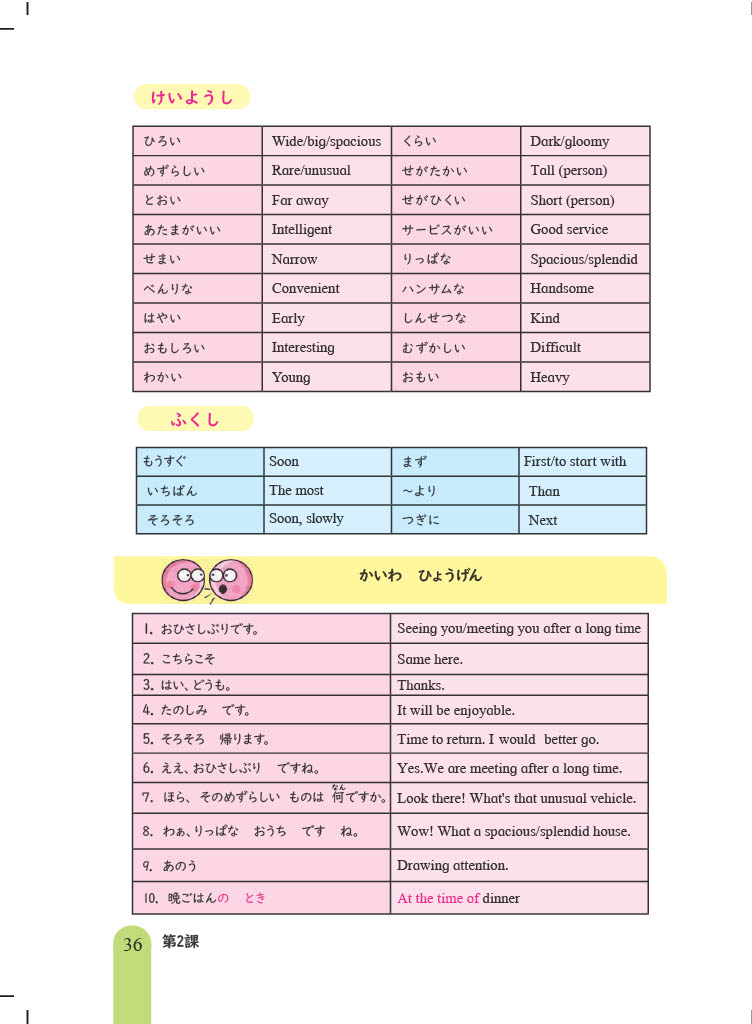 けいようし
ひろい Wide/big/spacious くらい Dark/gloomy
めずらしい Rare/unusual せがたかい Tall (person)
とおい Far away せがひくい Short (person)
あたまがいい Intelligent サービスがいい Good service
せまい Narrow りっぱな Spacious/splendid
べんりな Convenient ハンサムな Handsome
はやい Early しんせつな Kind
おもしろい Interesting むずかしい Difficult
わかい Young おもい Heavy
ふくし
もうすぐ Soon まず First/to start with
いちばん The most ～より Than
そろそろ Soon, slowly つぎに Next
かいわ ひょうげん
1. おひさしぶりです。 Seeing you/meeting you after a long time
2. こちらこそ Same here.
3. はい、どうも。 Thanks.
4. たのしみ です。 It will be enjoyable.
5. そろそろ 帰ります。 Time to return. I would better go.
6. ええ、おひさしぶり ですね。 Yes.We are meeting after a long time.
なん
7. ほら、 そのめずらしい ものは 何ですか。 Look there! What's that unusual vehicle.
8. わぁ、りっぱな おうち です ね。 Wow! What a spacious/splendid house.
9. あのう Drawing attention.
10. 晩ごはんの とき At the time of dinner
36 第2課